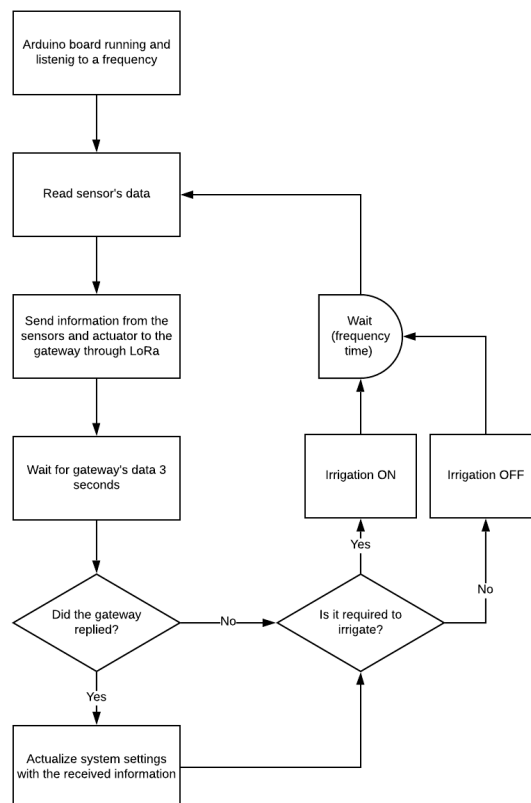 Arduino board running and
listenig to a frequency
Read sensor's data
Send information from the
sensors and actuator to the
gateway through LoRa
Wait
(frequency
time)
Wait for gateway's data 3
seconds
Irrigation ON
Irrigation OFF
Yes
No
Did the gateway
replied?
No
Is it required to
irrigate?
Yes
Actualize system settings
with the received information